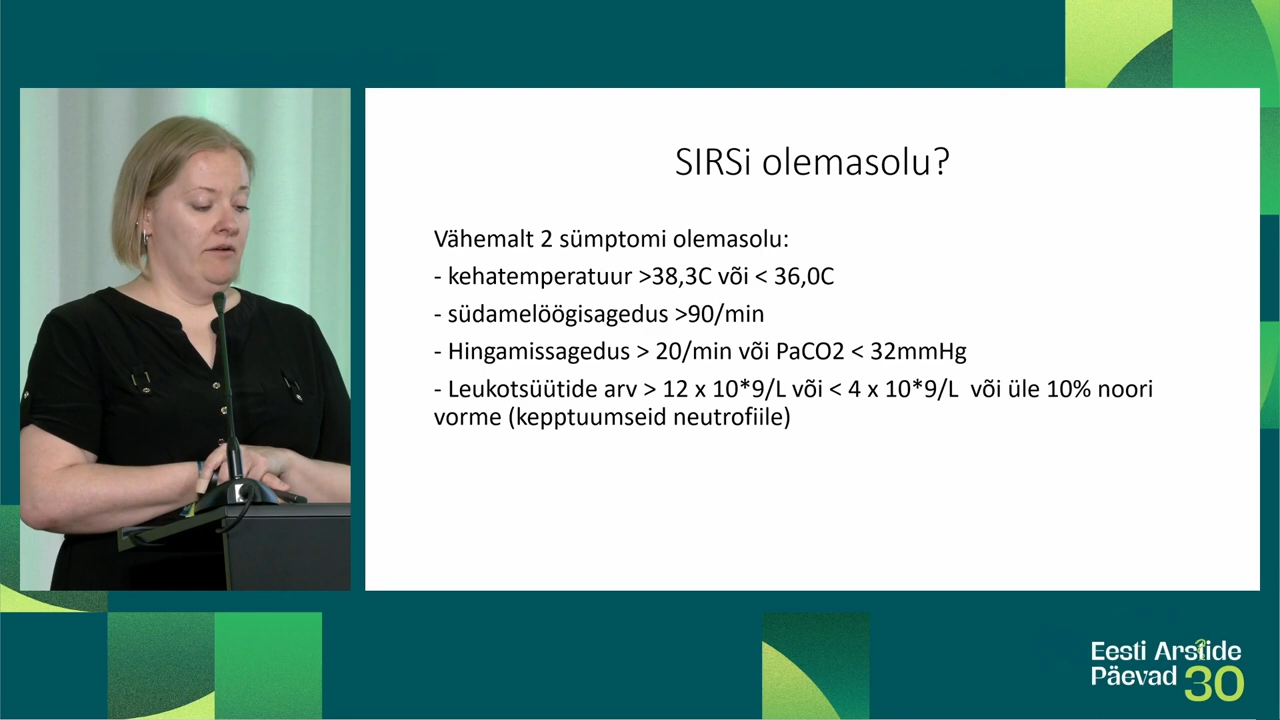 SIRSi olemasolu?
Vähemalt 2 sümptomi olemasolu:
- kehatemperatuur >38,3C või < 36,0C
- südamelöögisagedus >90/min
- Hingamissagedus > 20/min või PaCO2 < 32mmHg
- Leukotsüütide arv > 12 x 10*9/L või < 4 x 10*9/L või üle 10% noori
vorme (kepptuumseid neutrofiile)
Eesti Arstide
Päevad 30